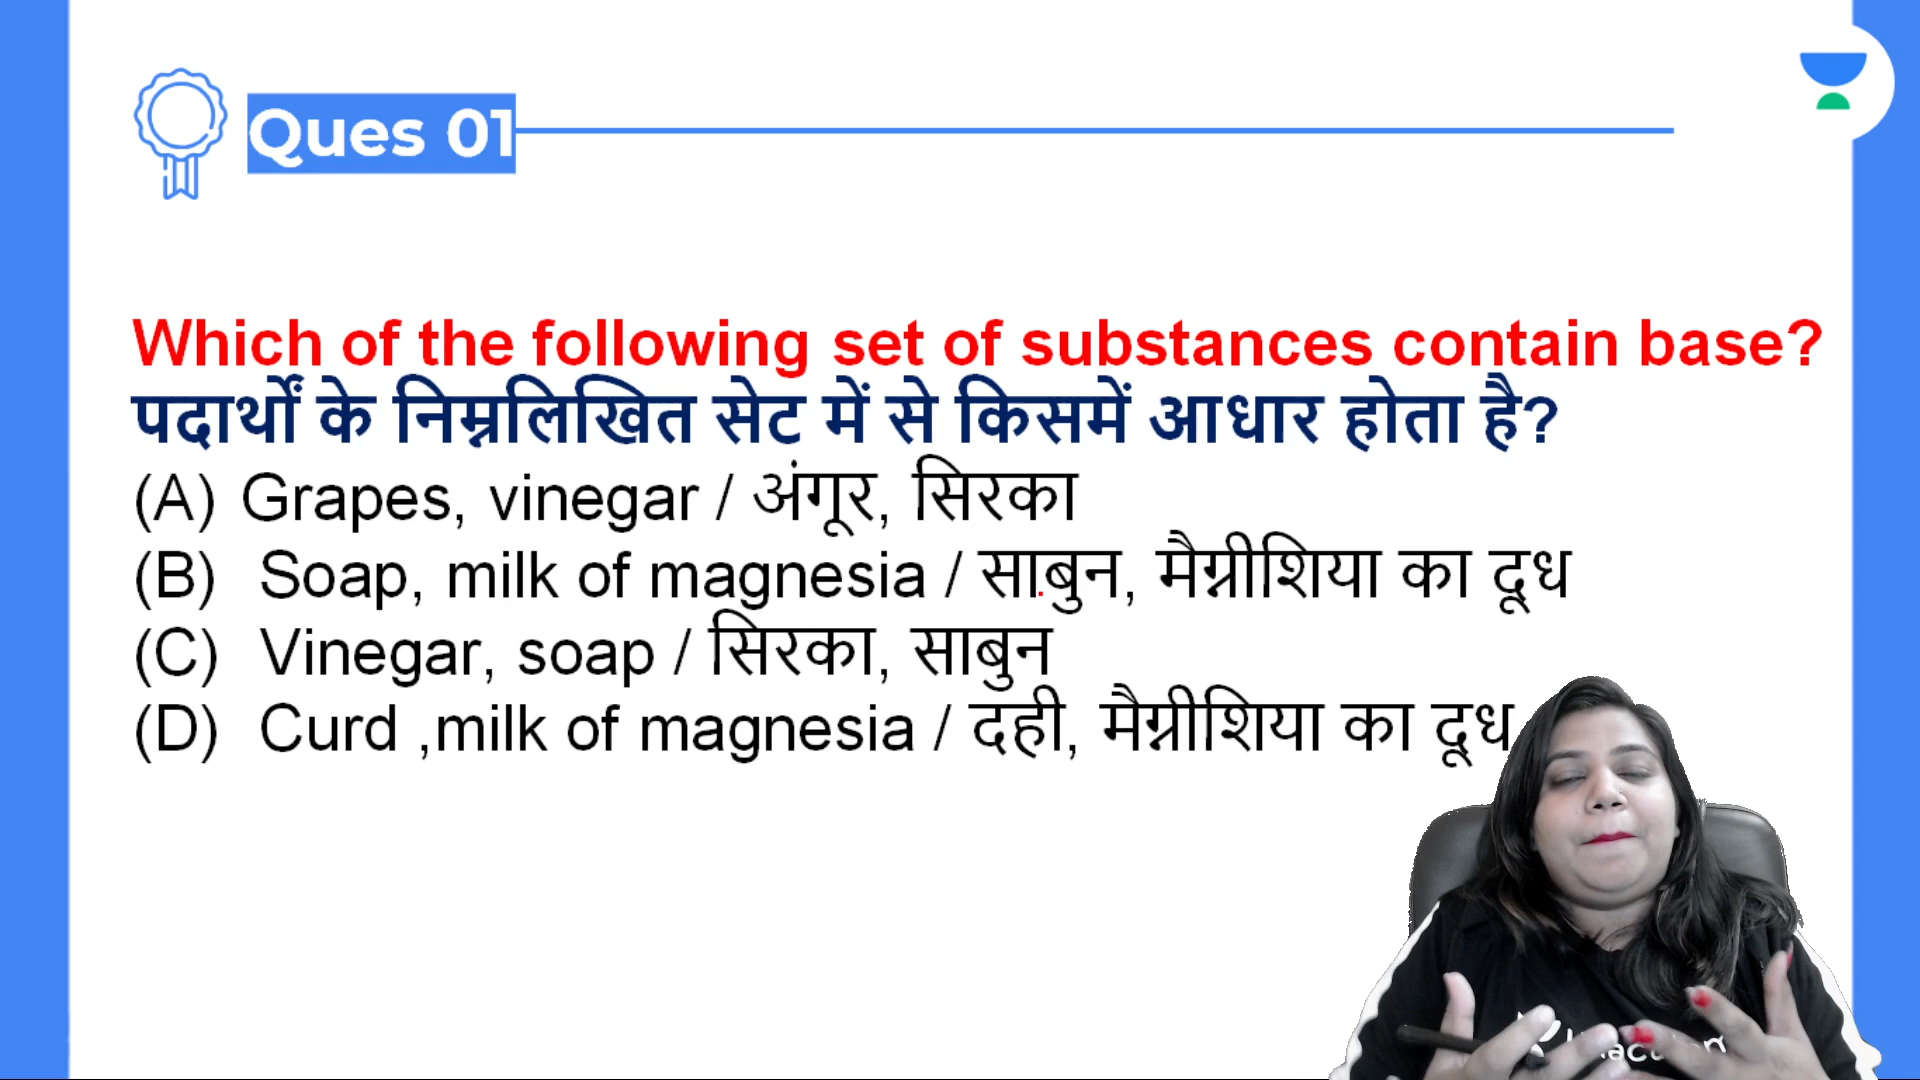 Ques 01
Which of the following set of substances contain base?
पदार्थों के निम्नलिखित सेट में से किसमें आधार होता है?
(A) Grapes, vinegar / अंगूर, सिरका
(B) Soap, milk of magnesia / साबुन, मैग्नीशिया का दूध
(C) Vinegar, soap / सिरका, साबुन
(D) Curd ,milk of magnesia / दही, मैग्नीशिया का दूध